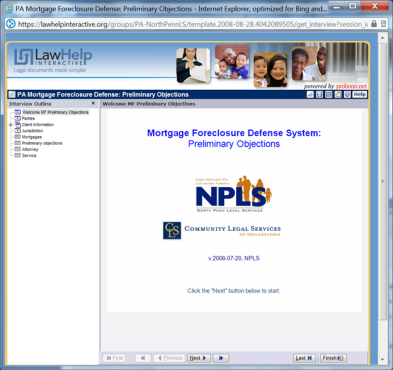 PA Mortgage Foreclosure Defense: Preliminary Objections - Internet Explorer, optimized for Bing and...
https://lawhelpinteractive.org/groups/PA-NorthPennLS/template.2008-08-28.4042089505/get_interview?session_i
LawHelp
INTERACTIVE
Legal documents made simpler
powered by probono.net
PA Mortgage Foreclosure Defense: Preliminary Objections
Help
Interview Outline
Welcome MF Preliminary Objections
Welcome MF Preliminary Objections
Parties
Client information
Jurisdiction
Mortgages
Preliminary objections
Attorney
Service
Mortgage Foreclosure Defense System:
Preliminary Objections
NPLS
NORTH PENN LEGAL SERVICES
CLS
COMMUNITY LEGAL SERVICES
OF PHILADELPHIA
v.2008-07-20, NPLS
Click the "Next" button below to start.
First
Previous
Next
Last
Finish